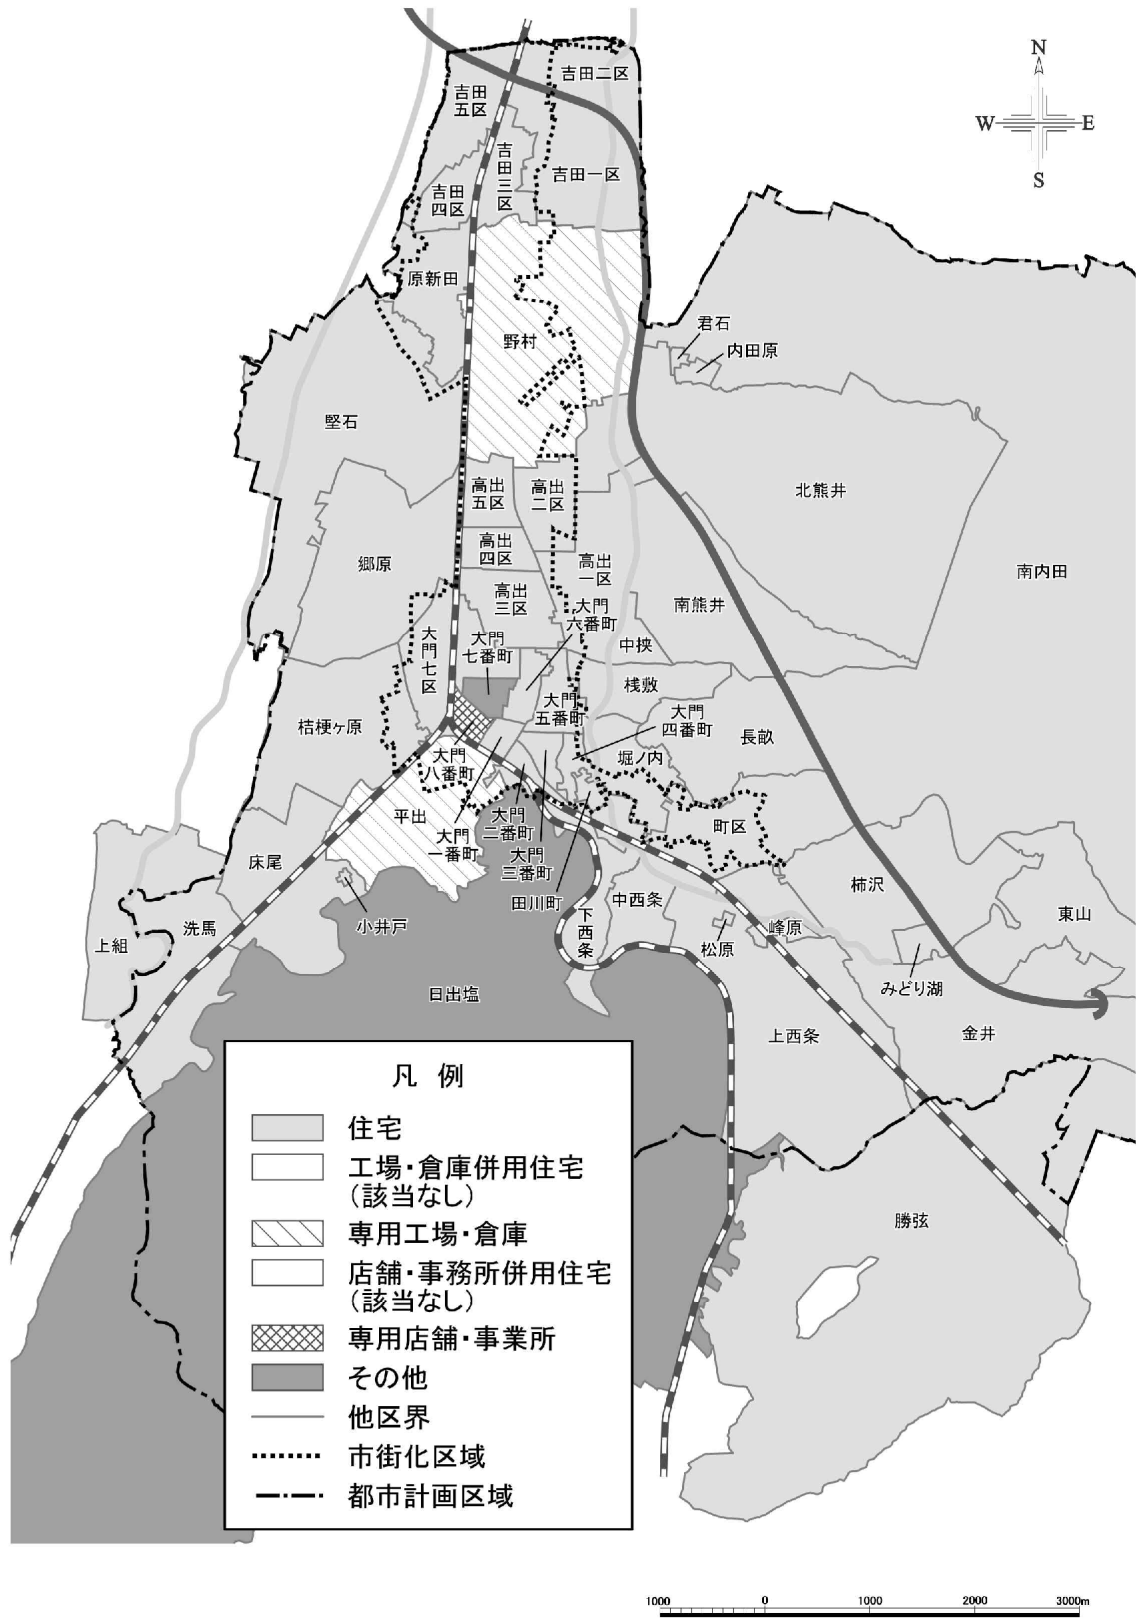 N
W
E
S
吉田二区
吉田
五区
吉田三区
吉田一区
吉田
四区
原新田
野村
君石
内田原
堅石
高出
五区
高出
二区
北熊井
郷原
高出
四区
高出
一区
南内田
高出
三区
大門
六番町
南熊井
大門七区
大門
七番町
中挟
桟敷
大門
五番町
大門
四番町
桔梗ヶ原
長畝
大門
八番町
堀ノ内
平出
大門
一番町
大門
二番町
町区
大門
三番町
床尾
柿沢
田川町
中西条
下西条
東山
小井戸
洗馬
上組
松原
峰原
みどり湖
日出塩
上西条
金井
勝弦
凡 例
住宅
工場・倉庫併用住宅
(該当なし)
専用工場・倉庫
店舗・事務所併用住宅
(該当なし)
専用店舗・事業所
その他
他区界
市街化区域
都市計画区域
1000 0 1000 2000 3000m